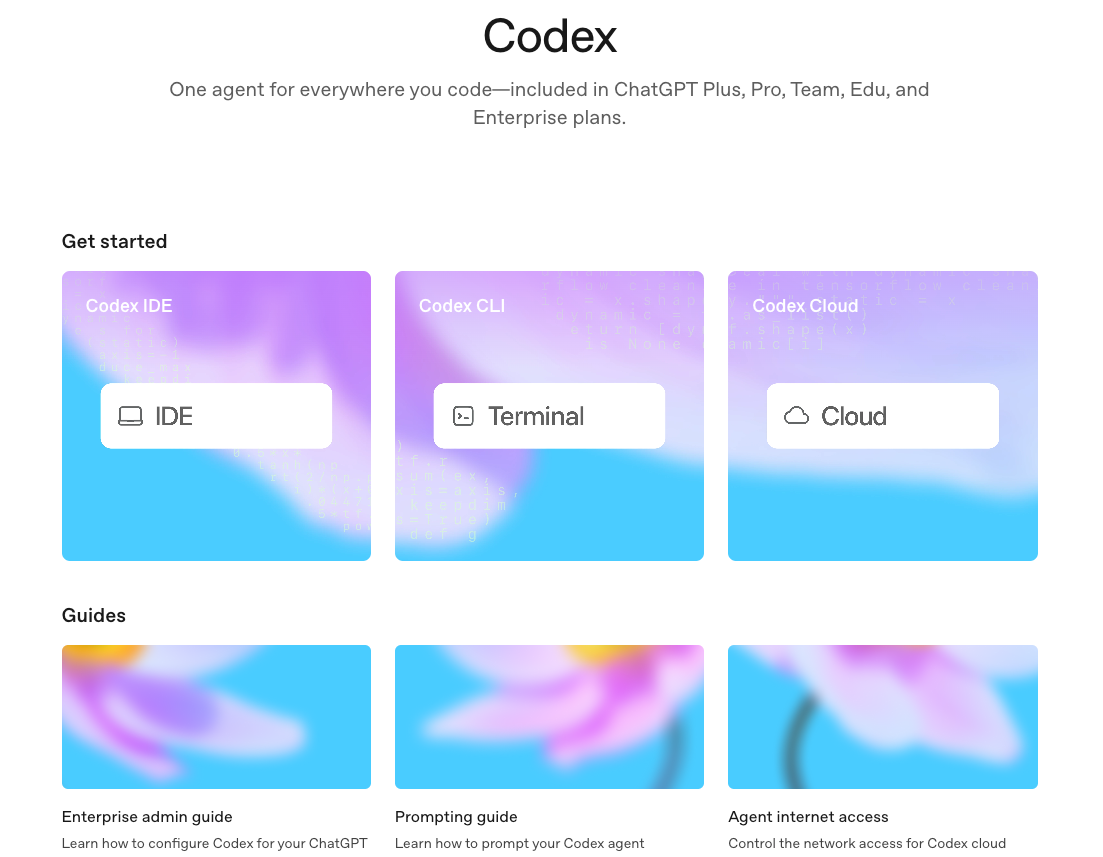 Codex
One agent for everywhere you code—included in ChatGPT Plus, Pro, Team, Edu, and
Enterprise plans.
Get started
Codex IDE
IDE
Codex CLI
Terminal
Codex Cloud
Cloud
Guides
Enterprise admin guide
Learn how to configure Codex for your ChatGPT
Prompting guide
Learn how to prompt your Codex agent
Agent internet access
Control the network access for Codex cloud